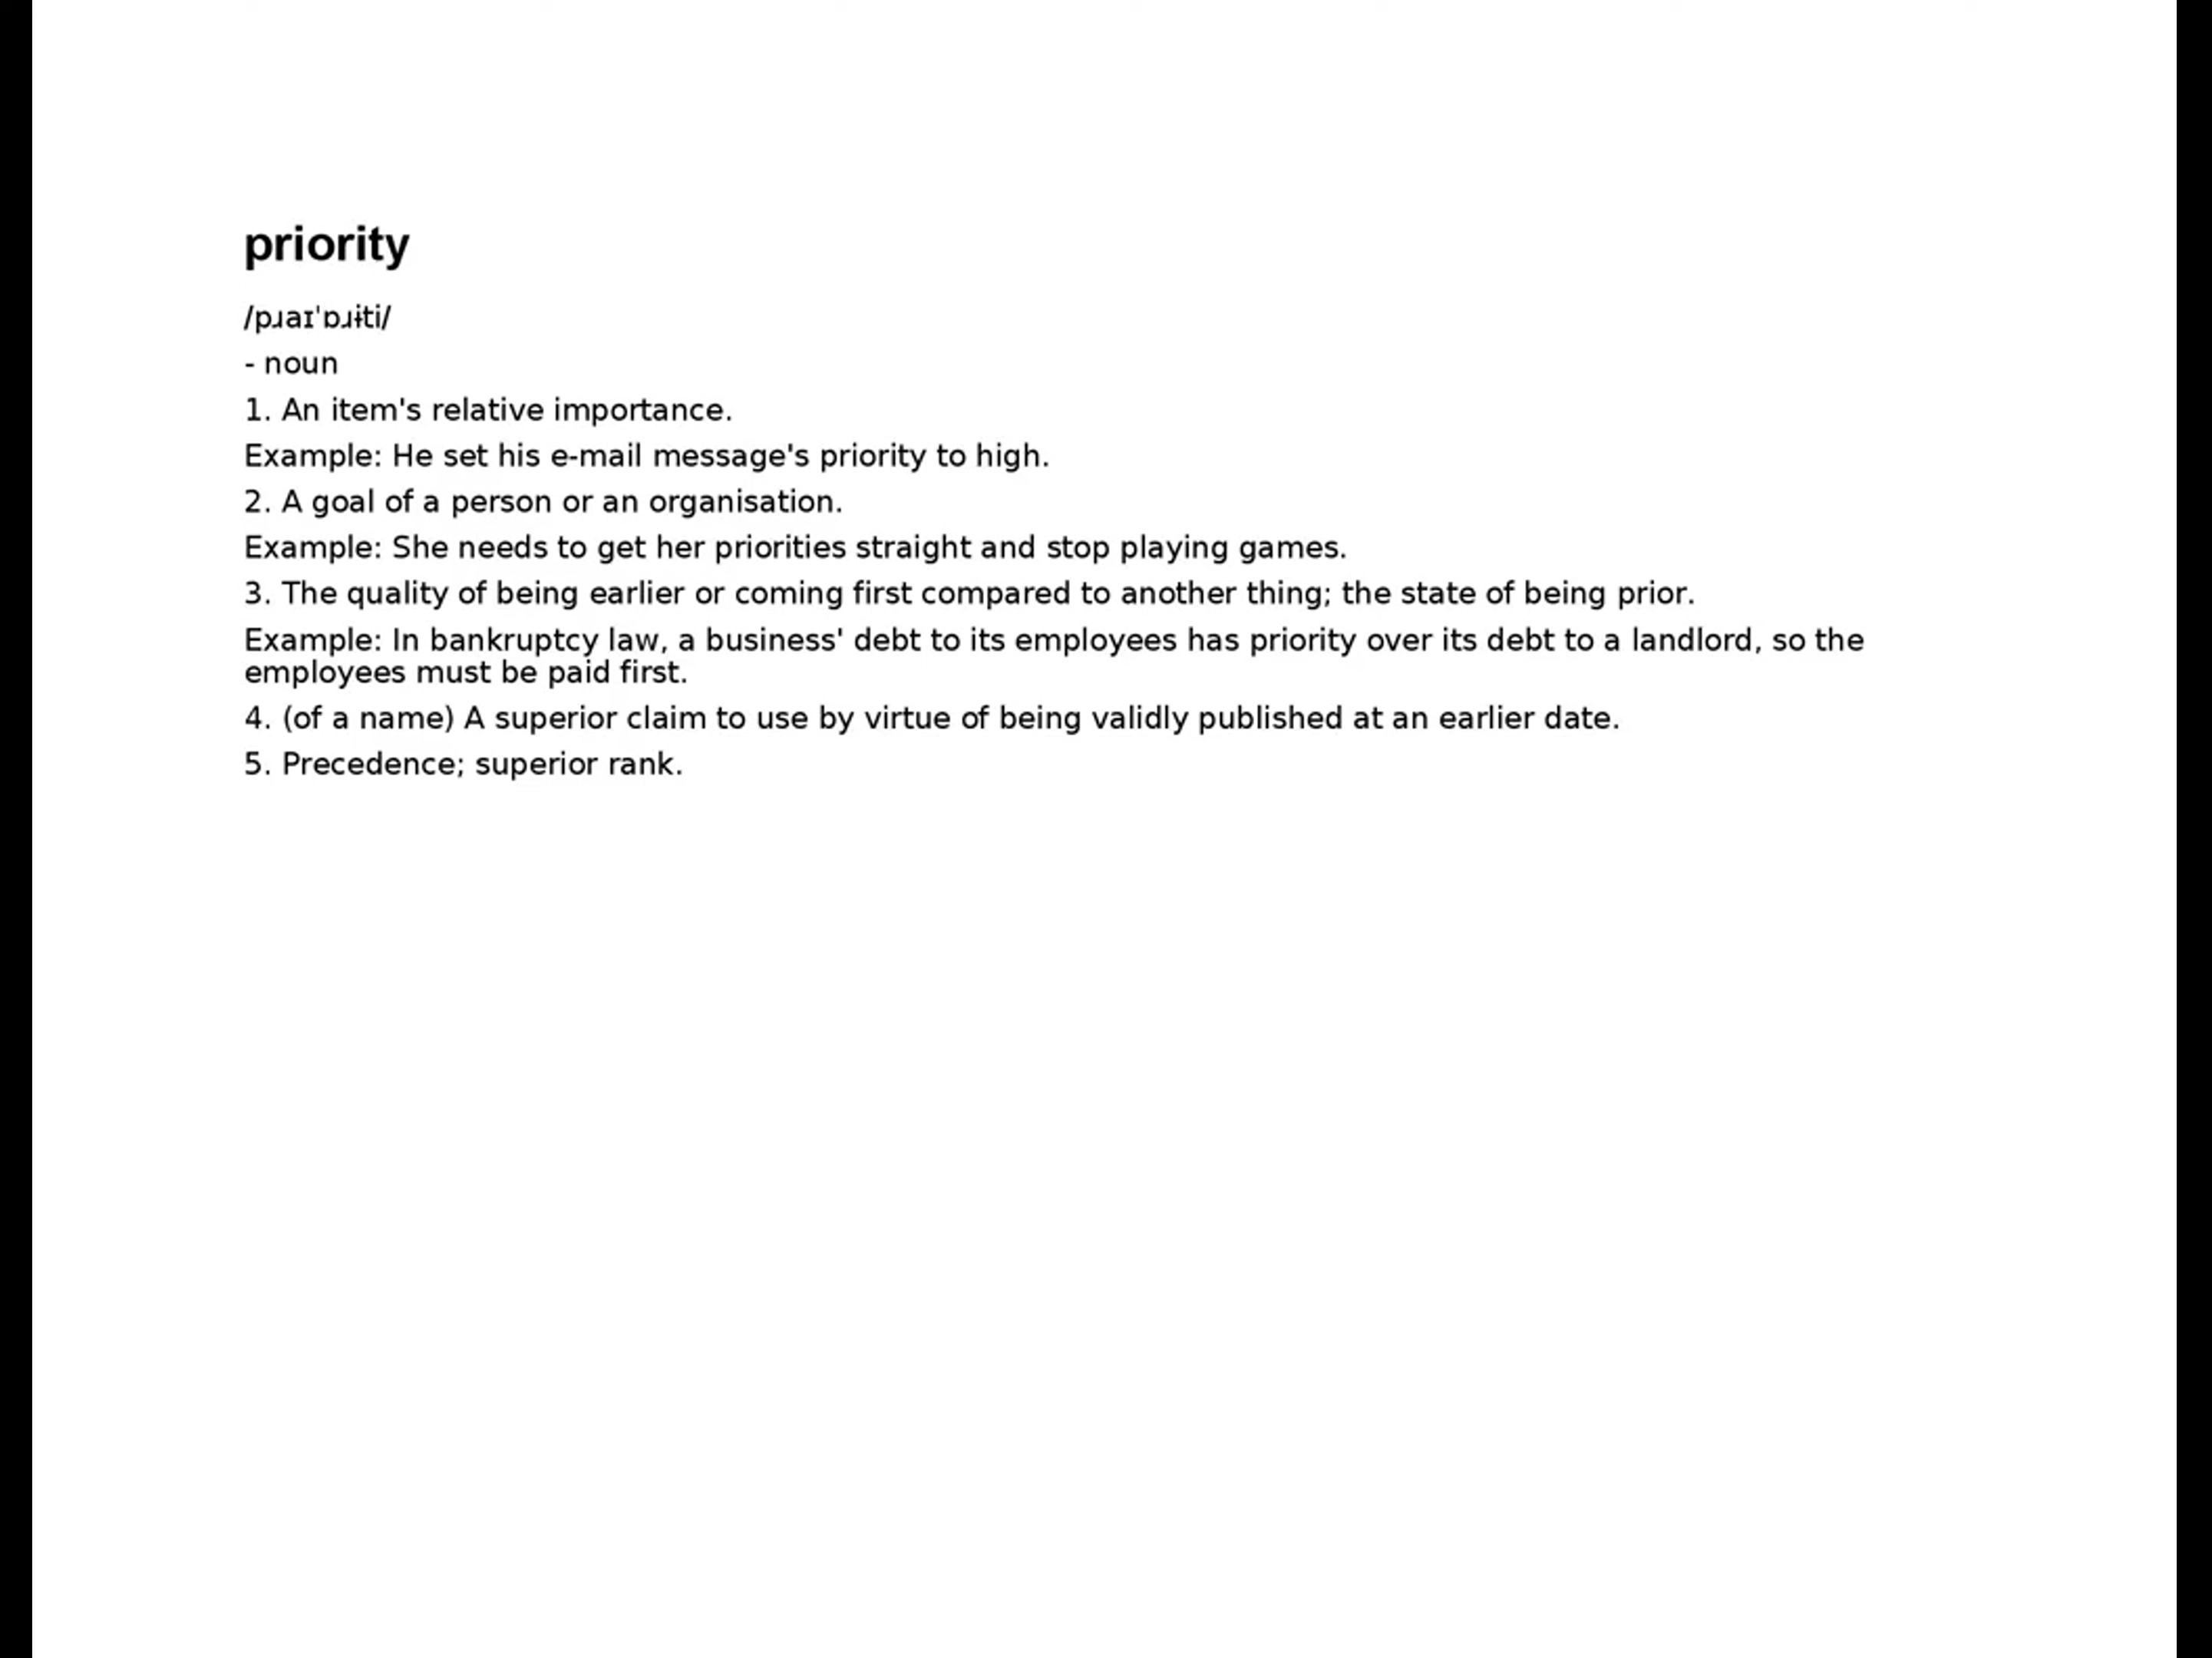 priority
/pɹaɪˈɒɹɨti/
- noun
1. An item's relative importance.
Example: He set his e-mail message's priority to high.
2. A goal of a person or an organisation.
Example: She needs to get her priorities straight and stop playing games.
3. The quality of being earlier or coming first compared to another thing; the state of being prior.
Example: In bankruptcy law, a business' debt to its employees has priority over its debt to a landlord, so the
employees must be paid first.
4. (of a name) A superior claim to use by virtue of being validly published at an earlier date.
5. Precedence; superior rank.